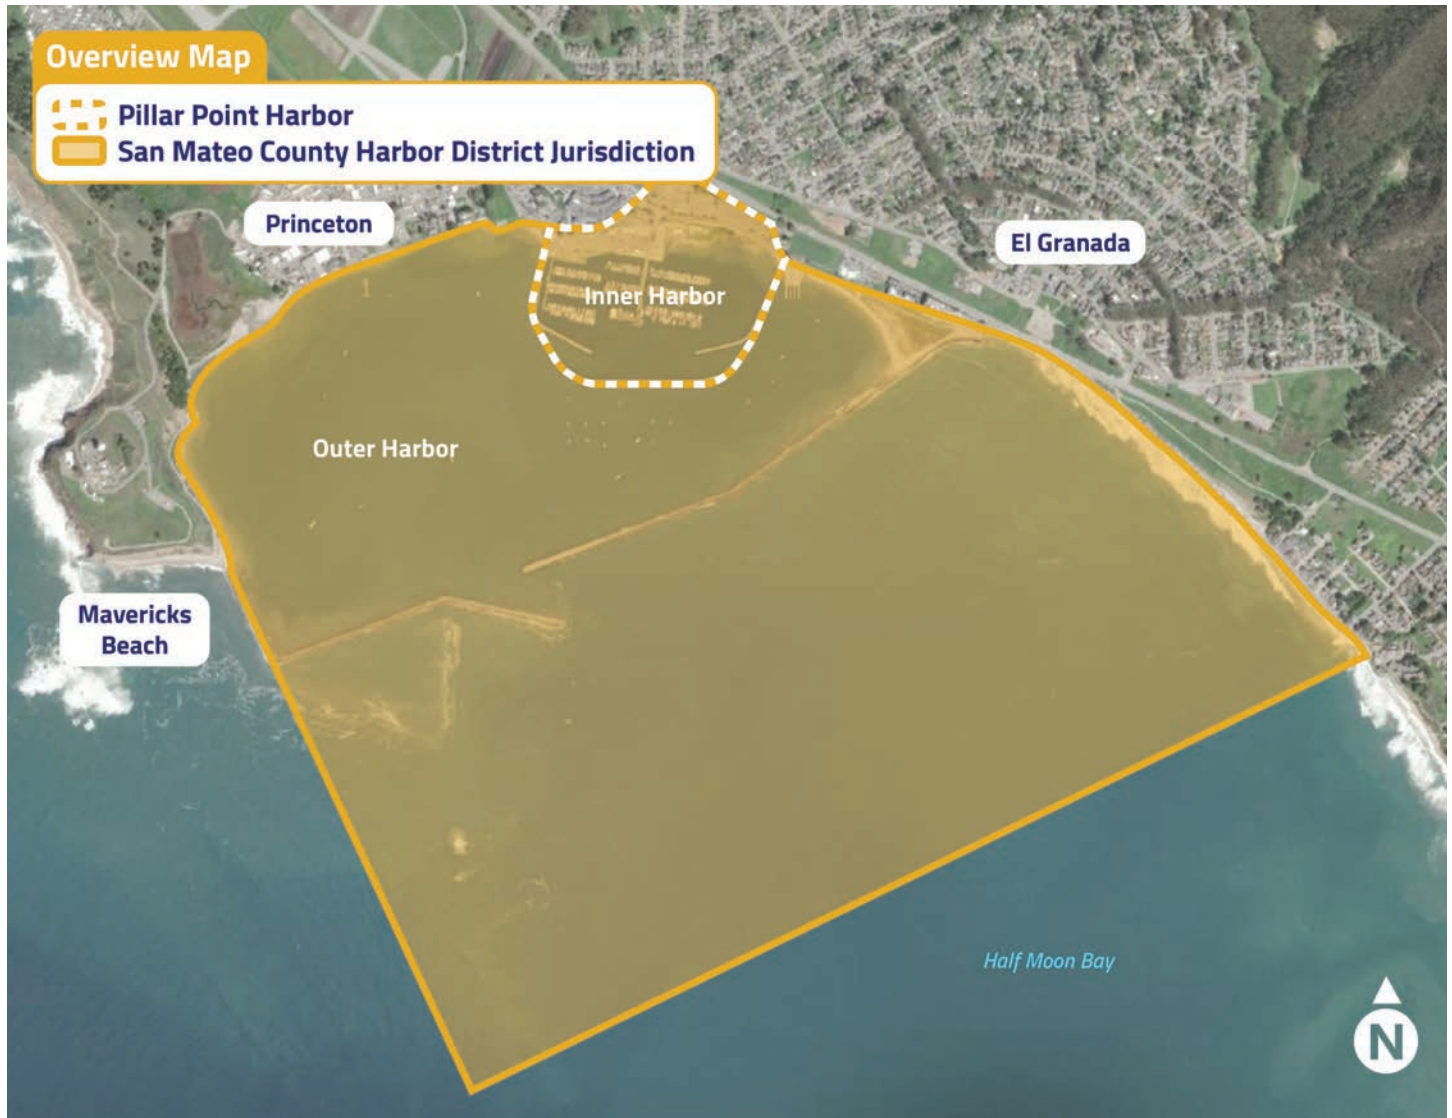 Overview Map
Pillar Point Harbor
San Mateo County Harbor District Jurisdiction
Princeton
El Granada
Inner Harbor
Outer Harbor
Mavericks
Beach
Half Moon Bay
N